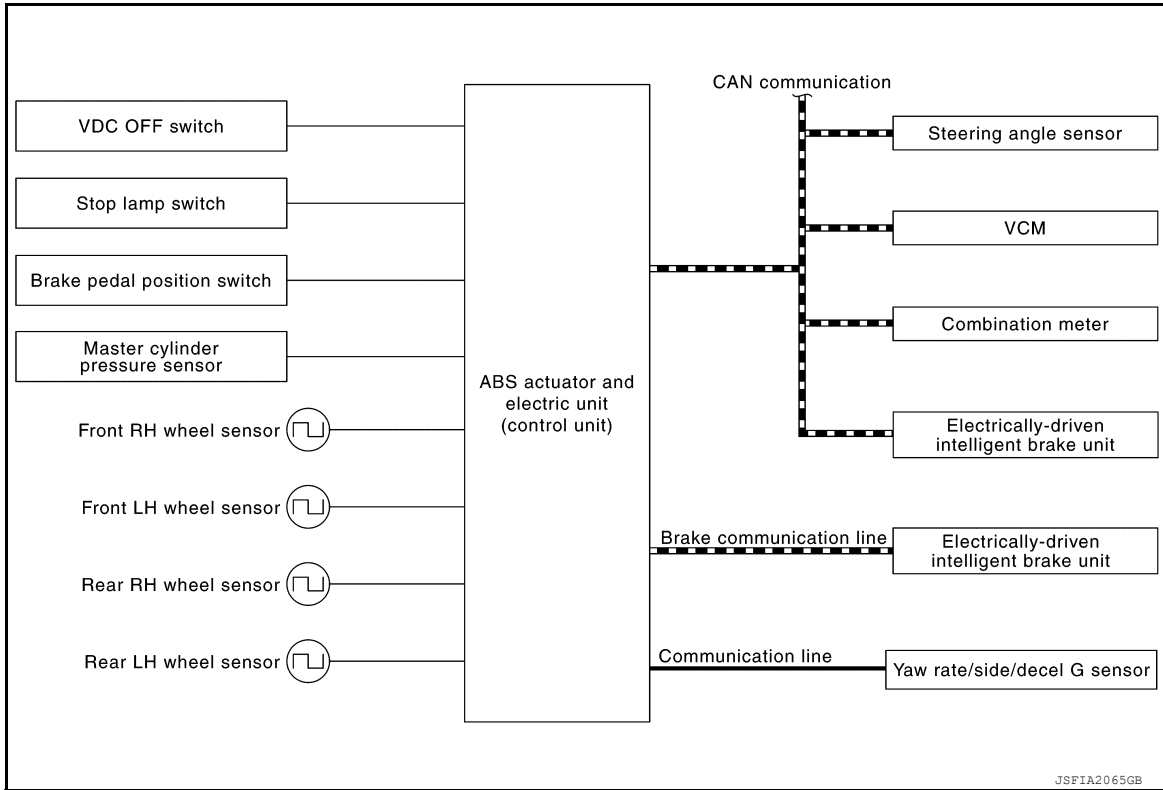 CAN communication
VDC OFF switch
Stop lamp switch
Brake pedal position switch
Master cylinder
pressure sensor
Front RH wheel sensor
Front LH wheel sensor
Rear RH wheel sensor
Rear LH wheel sensor
ABS actuator and
electric unit
(control unit)
Steering angle sensor
VCM
Combination meter
Electrically-driven
intelligent brake unit
Brake communication line
Electrically-driven
intelligent brake unit
Communication line
Yaw rate/side/decel G sensor
JSFIA2065GB